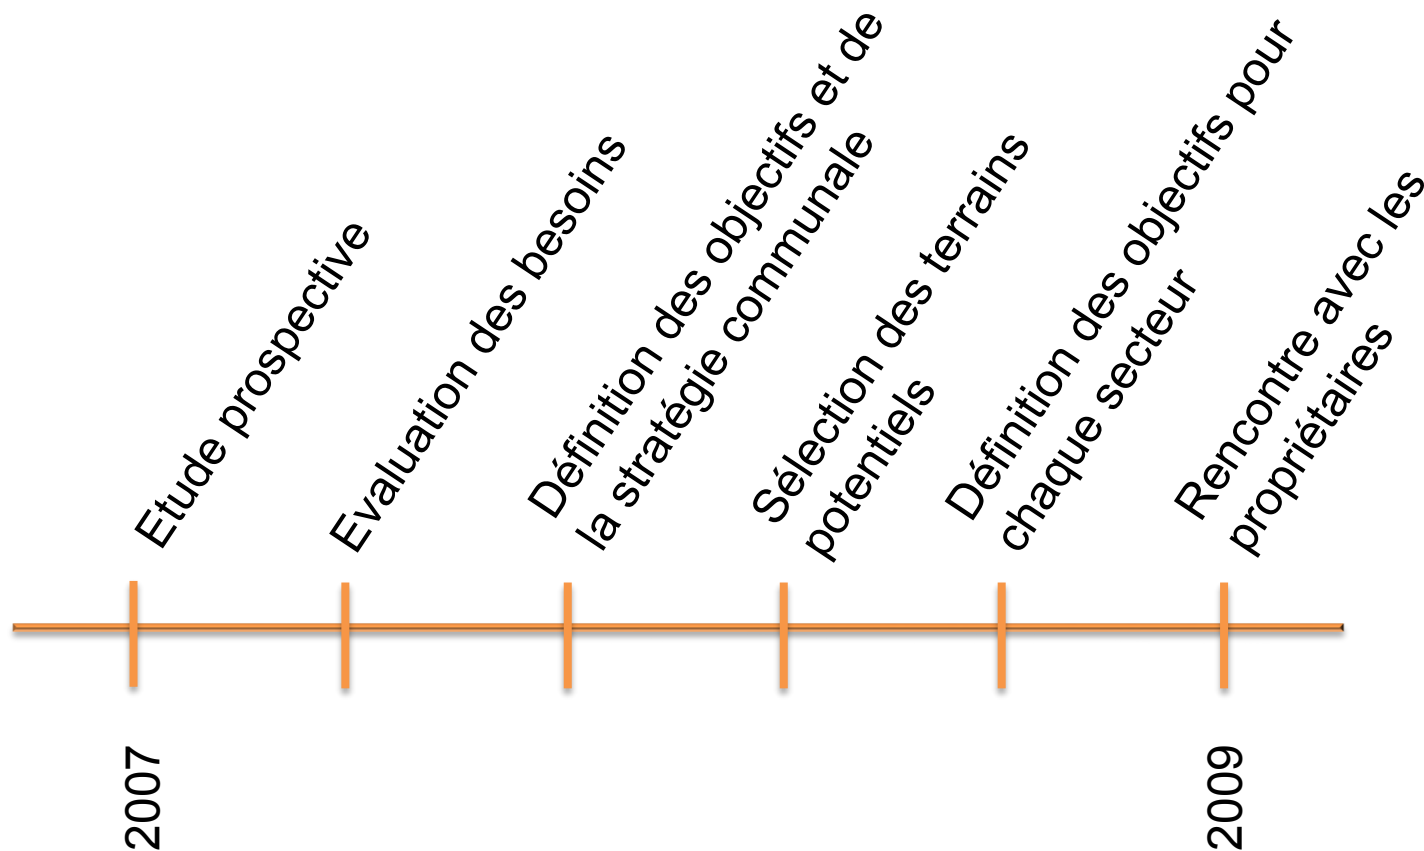 Etude prospective
Evaluation des besoins
Définition des objectifs et de
la stratégie communale
Sélection des terrains
potentiels
Définition des objectifs pour
chaque secteur
Rencontre avec les
propriétaires
2007
2009